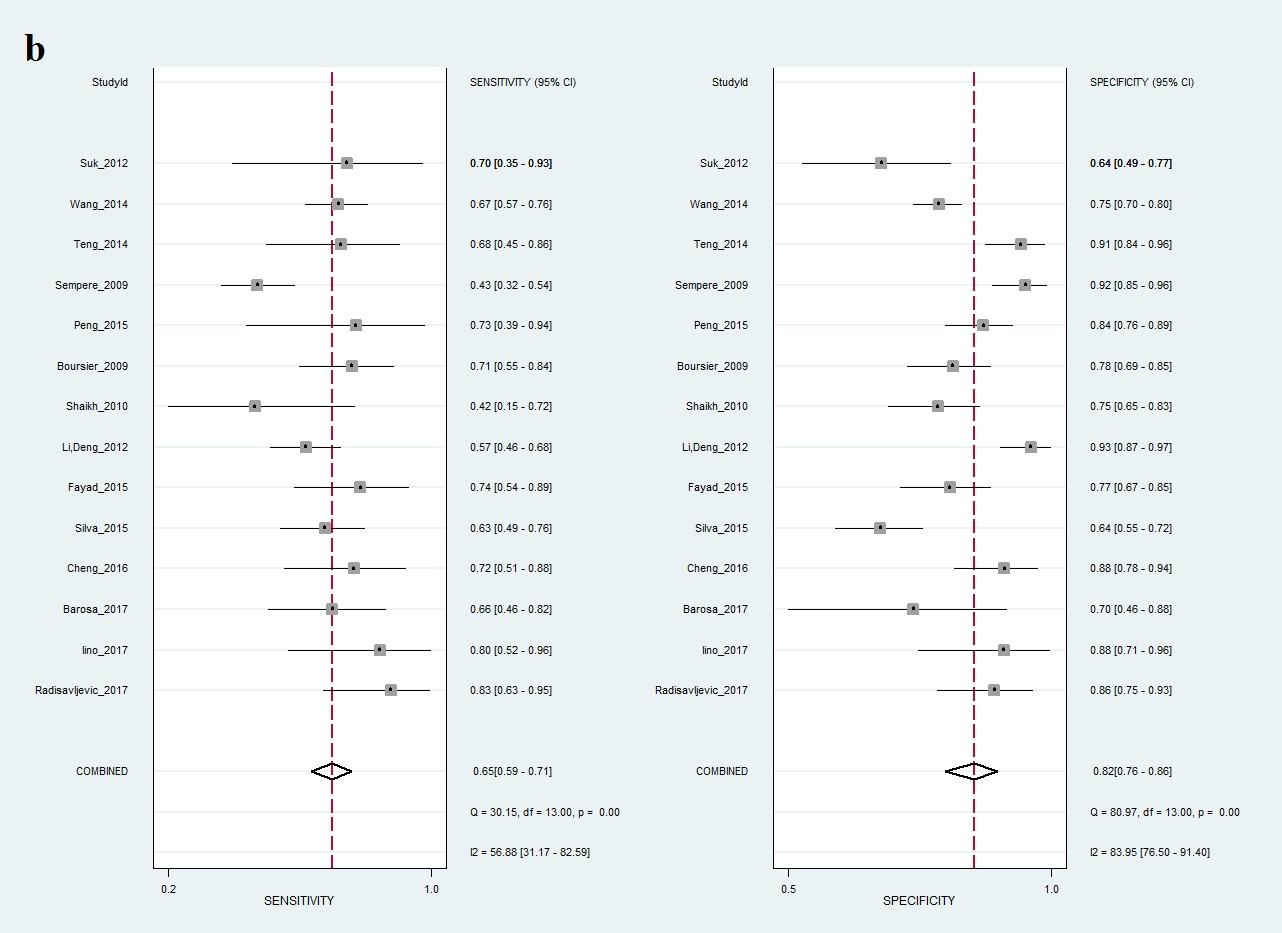 b
StudyId SENSITIVITY (95% CI) StudyId SPECIFICITY (95% CI)
Suk_2012 0.70 [0.35 - 0.93] Suk_2012 0.64 [0.49 - 0.77]
Wang_2014 0.67 [0.57 - 0.76] Wang_2014 0.75 [0.70 - 0.80]
Teng_2014 0.68 [0.45 - 0.86] Teng_2014 0.91 [0.84 - 0.96]
Sempere_2009 0.43 [0.32 - 0.54] Sempere_2009 0.92 [0.85 - 0.96]
Peng_2015 0.73 [0.39 - 0.94] Peng_2015 0.84 [0.76 - 0.89]
Boursier_2009 0.71 [0.55 - 0.84] Boursier_2009 0.78 [0.69 - 0.85]
Shaikh_2010 0.42 [0.15 - 0.72] Shaikh_2010 0.75 [0.65 - 0.83]
Li,Deng_2012 0.57 [0.46 - 0.68] Li,Deng_2012 0.93 [0.87 - 0.97]
Fayad_2015 0.74 [0.54 - 0.89] Fayad_2015 0.77 [0.67 - 0.85]
Silva_2015 0.63 [0.49 - 0.76] Silva_2015 0.64 [0.55 - 0.72]
Cheng_2016 0.72 [0.51 - 0.88] Cheng_2016 0.88 [0.78 - 0.94]
Barosa_2017 0.66 [0.46 - 0.82] Barosa_2017 0.70 [0.46 - 0.88]
Iino_2017 0.80 [0.52 - 0.96] Iino_2017 0.88 [0.71 - 0.96]
Radisavljevic_2017 0.83 [0.63 - 0.95] Radisavljevic_2017 0.86 [0.75 - 0.93]
COMBINED 0.65[0.59 - 0.71] COMBINED 0.82[0.76 - 0.86]
Q = 30.15, df = 13.00, p = 0.00 Q = 80.97, df = 13.00, p = 0.00
I2 = 56.88 [31.17 - 82.59] I2 = 83.95 [76.50 - 91.40]
0.2 1.0 0.5 1.0
SENSITIVITY SPECIFICITY